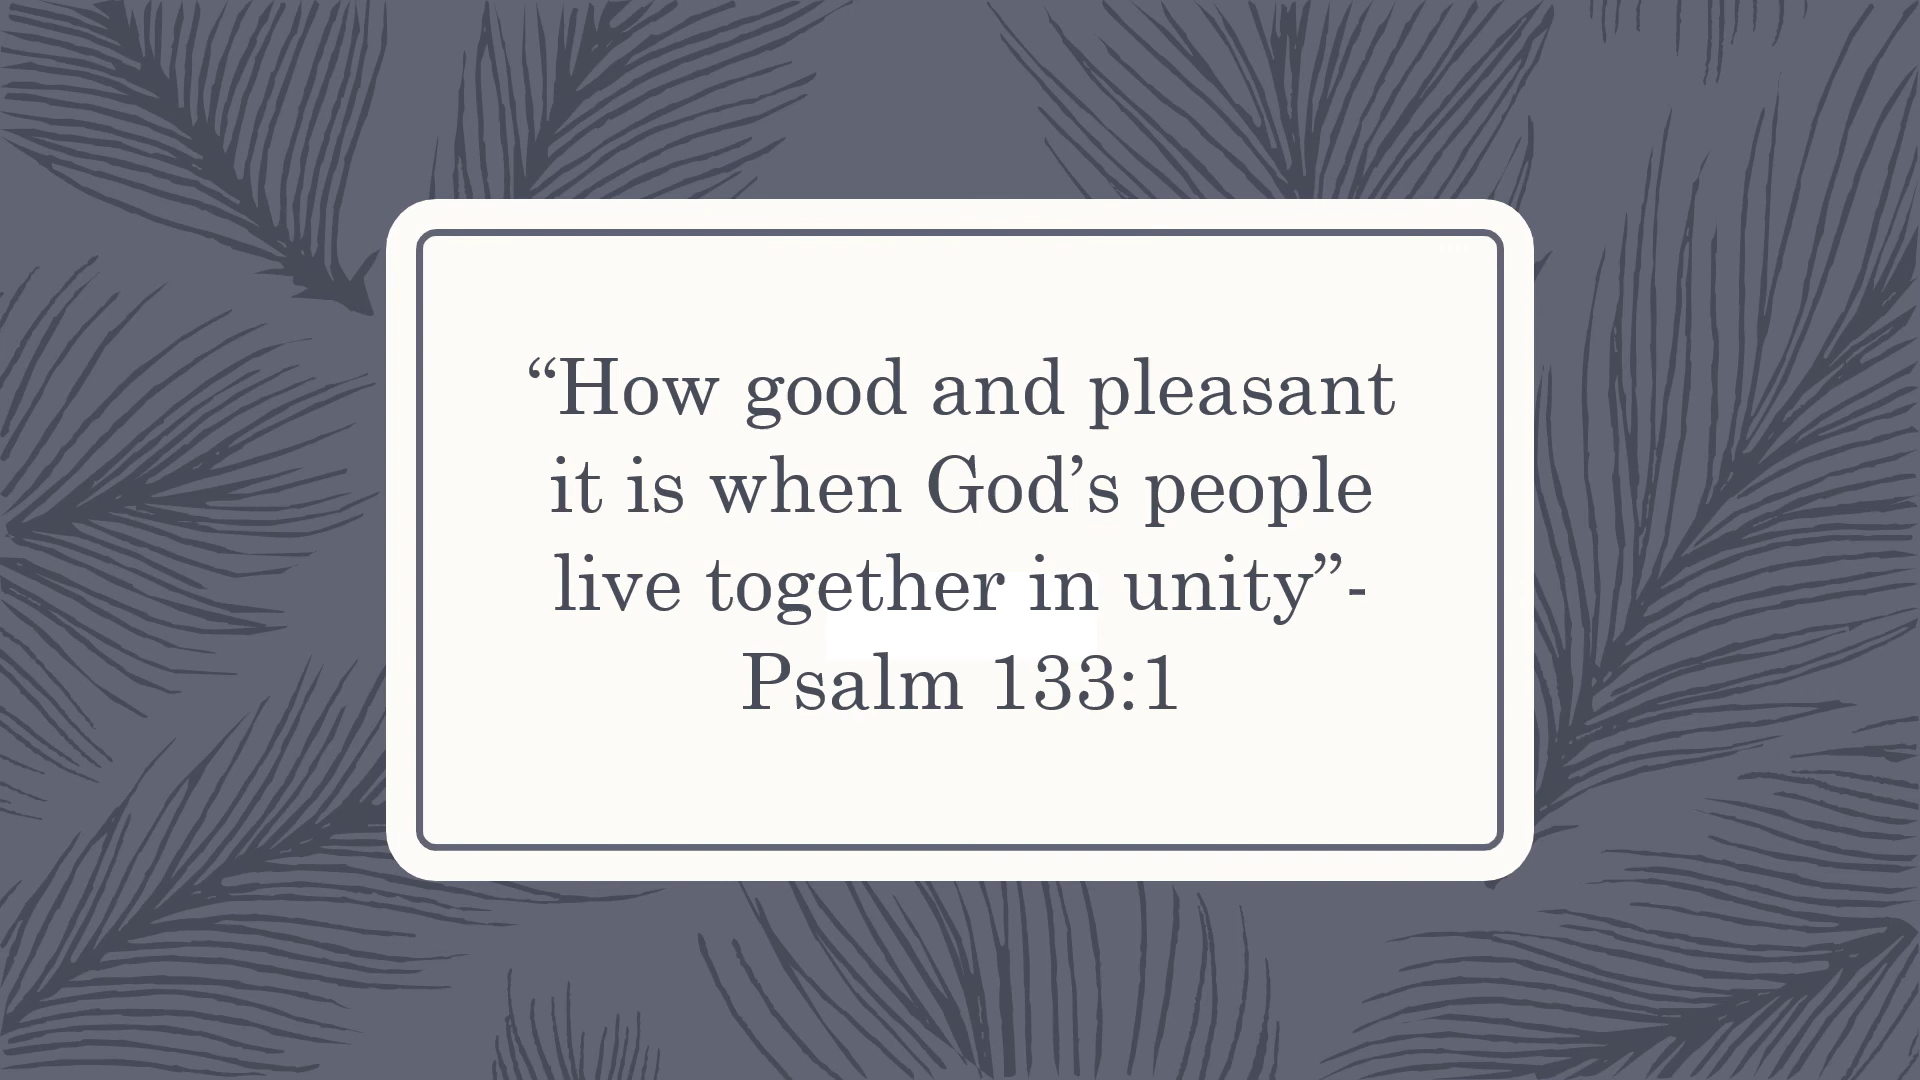 “How good and pleasant
it is when God’s people
live together in unity”-
Psalm 133:1